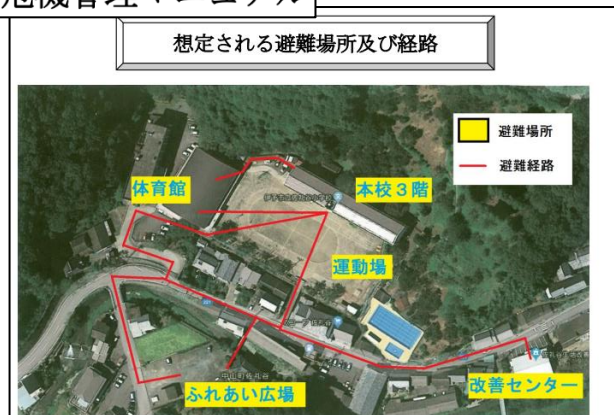 危機管理マニュアル
想定される避難場所及び経路
避難場所
避難経路
体育館
本校３階
運動場
ふれあい広場
改善センター